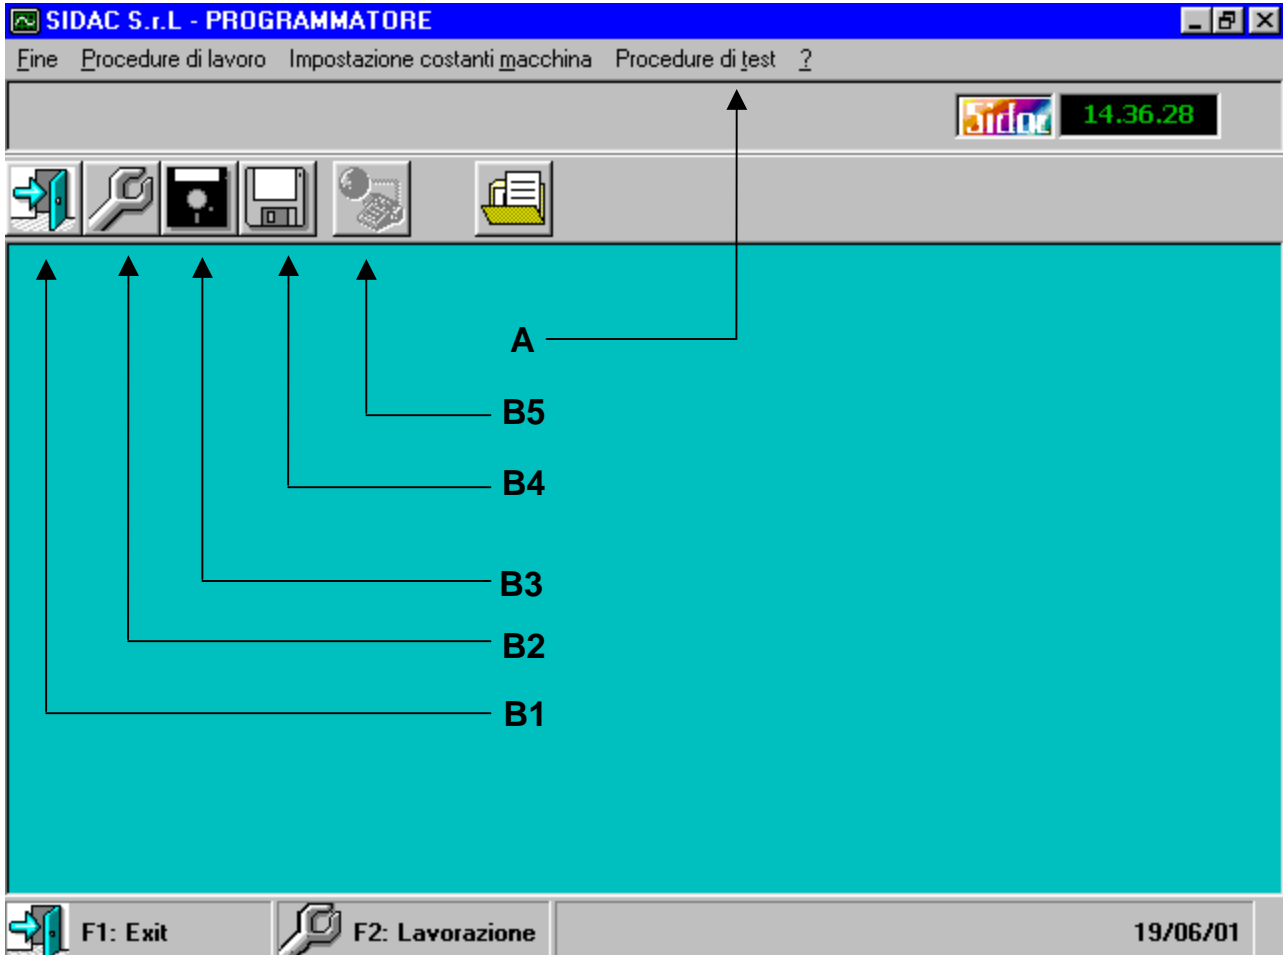 SIDAC S.r.L - PROGRAMMATORE
Fine Procedure di lavoro Impostazione costanti macchina Procedure di test ?
Sidac 14.36.28
A
B5
B4
B3
B2
B1
F1: Exit F2: Lavorazione 19/06/01